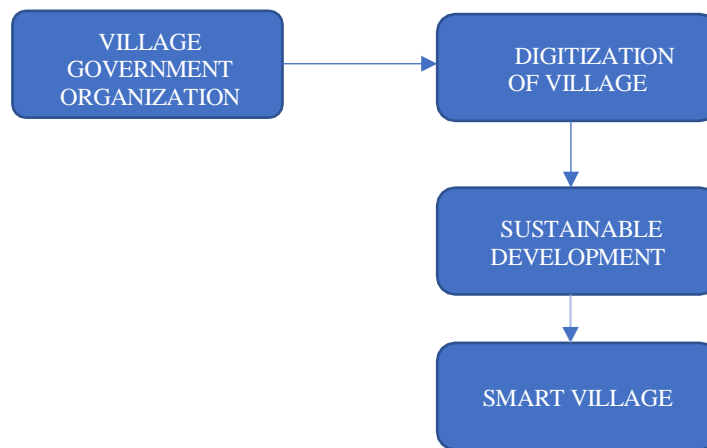 VILLAGE
GOVERNMENT
ORGANIZATION
DIGITIZATION
OF VILLAGE
SUSTAINABLE
DEVELOPMENT
SMART VILLAGE